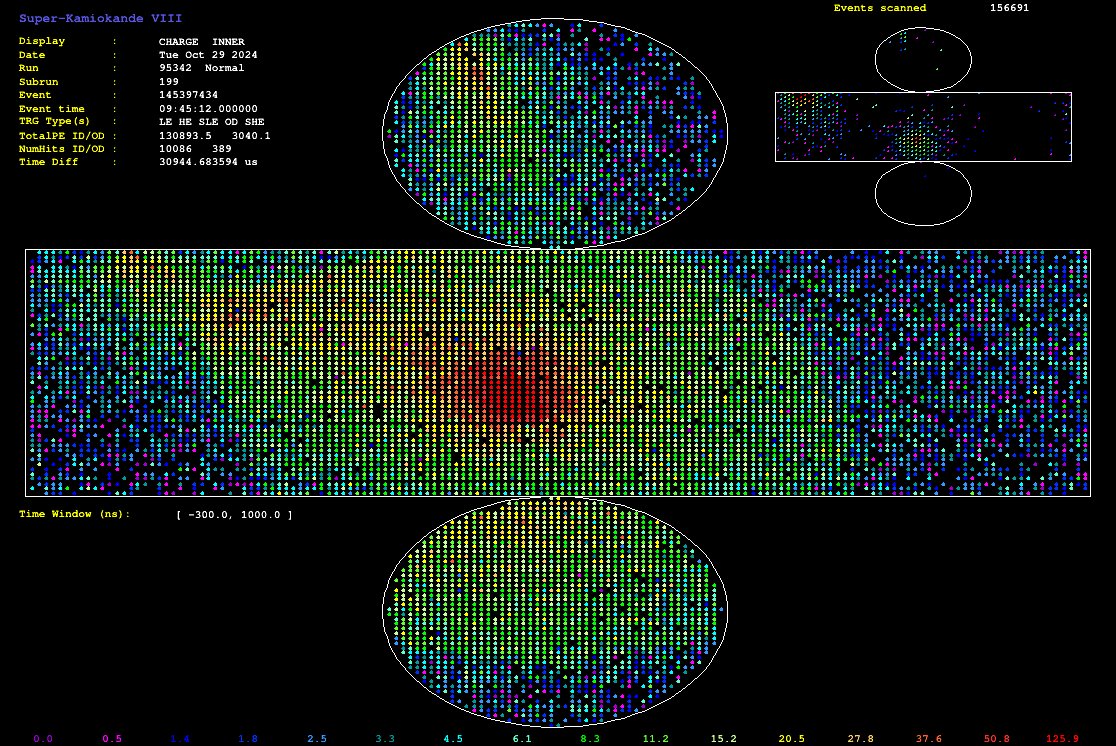 Super-Kamiokande VIII
Display : CHARGE INNER
Date : Tue Oct 29 2024
Run : 95342 Normal
Subrun : 199
Event : 145397434
Event time : 09:45:12.000000
TRG Type(s) : LE HE SLE OD SHE
TotalPE ID/OD : 130893.5 3040.1
NumHits ID/OD : 10086 389
Time Diff : 30944.683594 us
Events scanned 156691
Time Window (ns): [ -300.0, 1000.0 ]
0.0 0.5 1.4 1.8 2.5 3.3 4.5 6.1 8.3 11.2 15.2 20.5 27.8 37.6 50.8 125.9